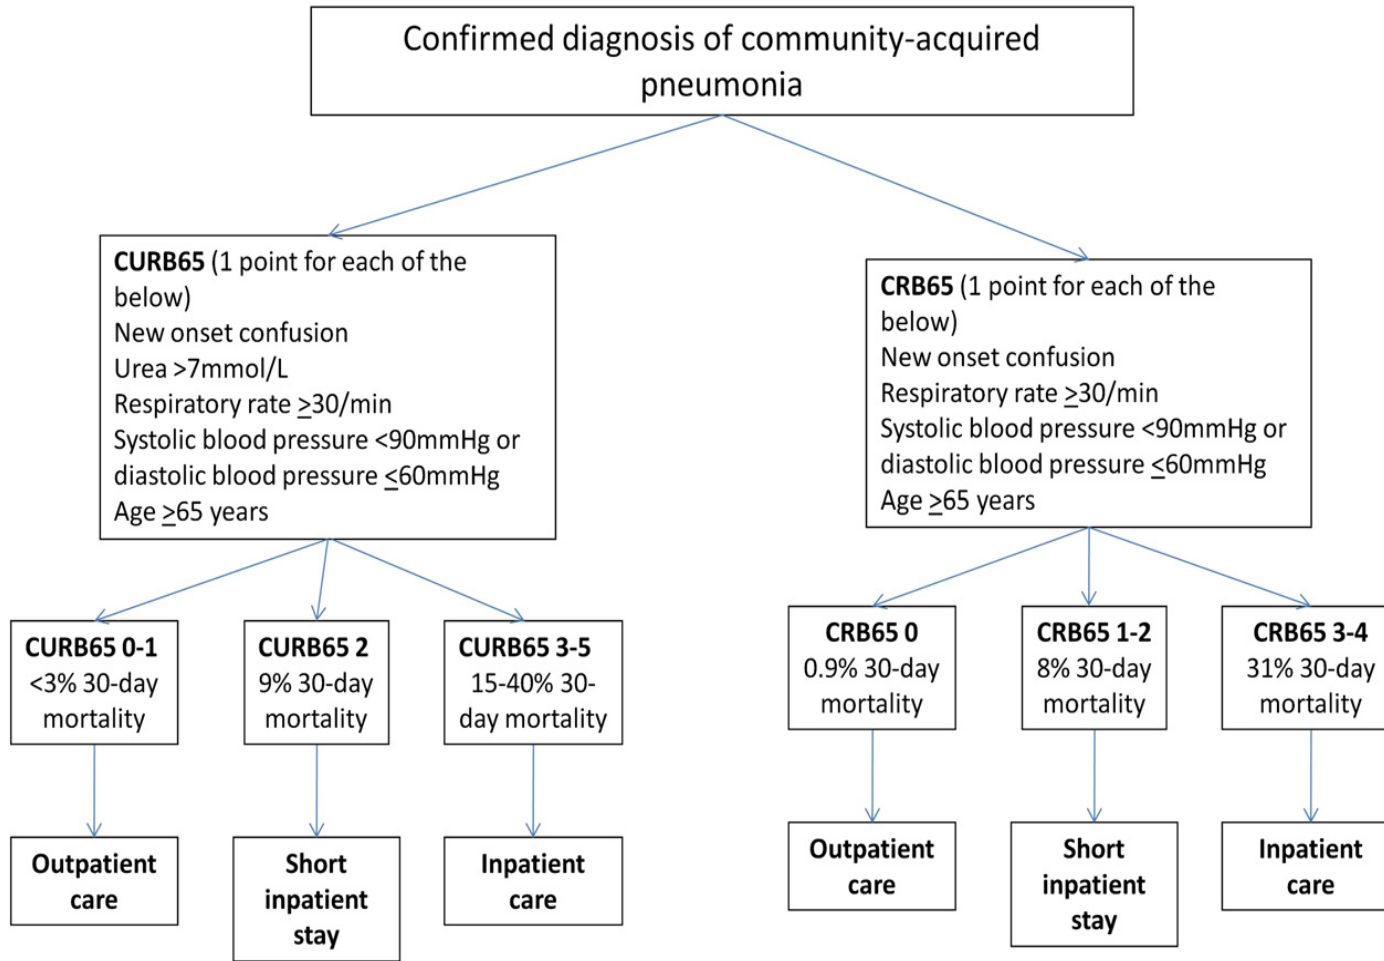 Confirmed diagnosis of community-acquired
pneumonia
CURB65 (1 point for each of the
below)
New onset confusion
Urea >7mmol/L
Respiratory rate ≥30/min
Systolic blood pressure <90mmHg or
diastolic blood pressure ≤60mmHg
Age ≥65 years
CRB65 (1 point for each of the
below)
New onset confusion
Respiratory rate ≥30/min
Systolic blood pressure <90mmHg or
diastolic blood pressure ≤60mmHg
Age ≥65 years
CURB65 0-1
<3% 30-day
mortality
CURB65 2
9% 30-day
mortality
CURB65 3-5
15-40% 30-
day mortality
CRB65 0
0.9% 30-day
mortality
CRB65 1-2
8% 30-day
mortality
CRB65 3-4
31% 30-day
mortality
Outpatient
care
Short
inpatient
stay
Inpatient
care
Outpatient
care
Short
inpatient
stay
Inpatient
care